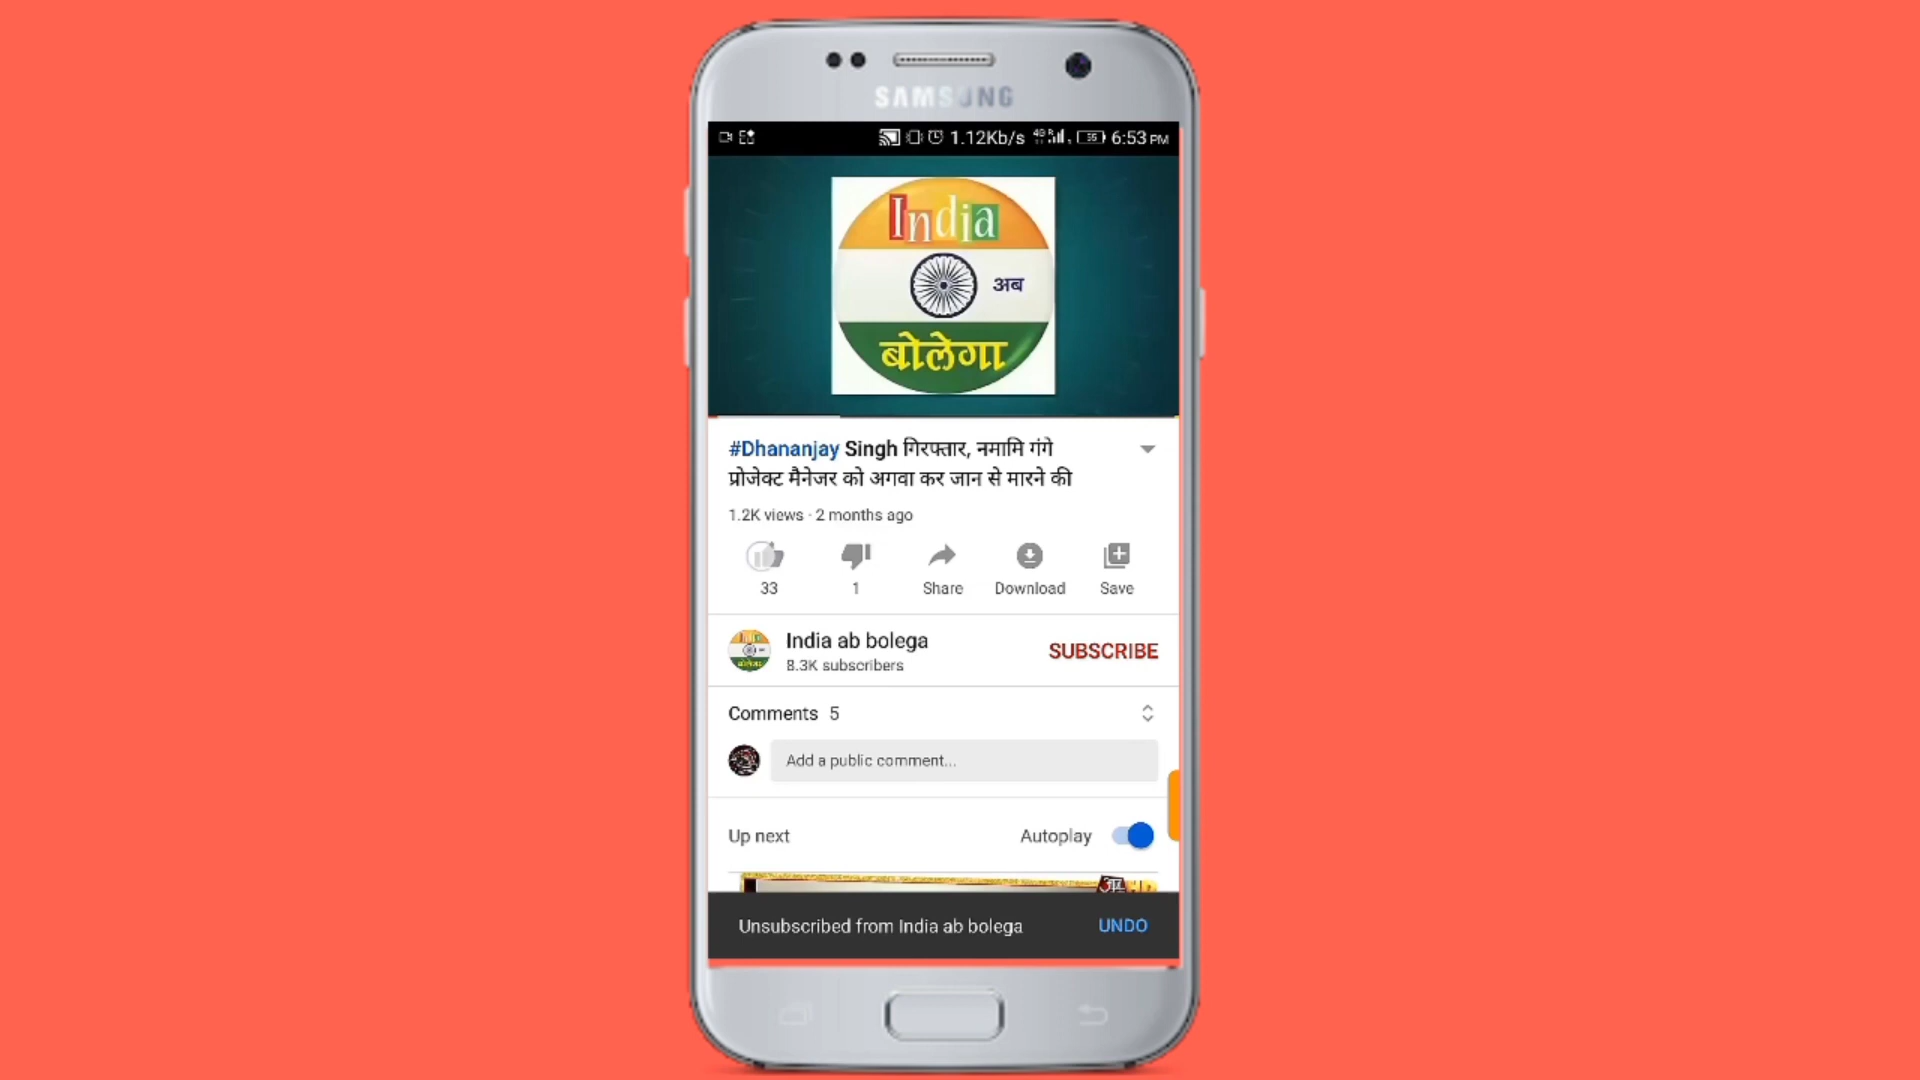 SAMSUNG
1.12Kb/s 4G R 55 6:53 PM
India
अब
बोलेगा
#Dhananjay Singh गिरफ्तार, नमामि गंगे
प्रोजेक्ट मैनेजर को अगवा कर जान से मारने की
1.2K views · 2 months ago
33 1 Share Download Save
India ab bolega SUBSCRIBE
8.3K subscribers
Comments 5
Add a public comment...
Up next Autoplay
Unsubscribed from India ab bolega UNDO